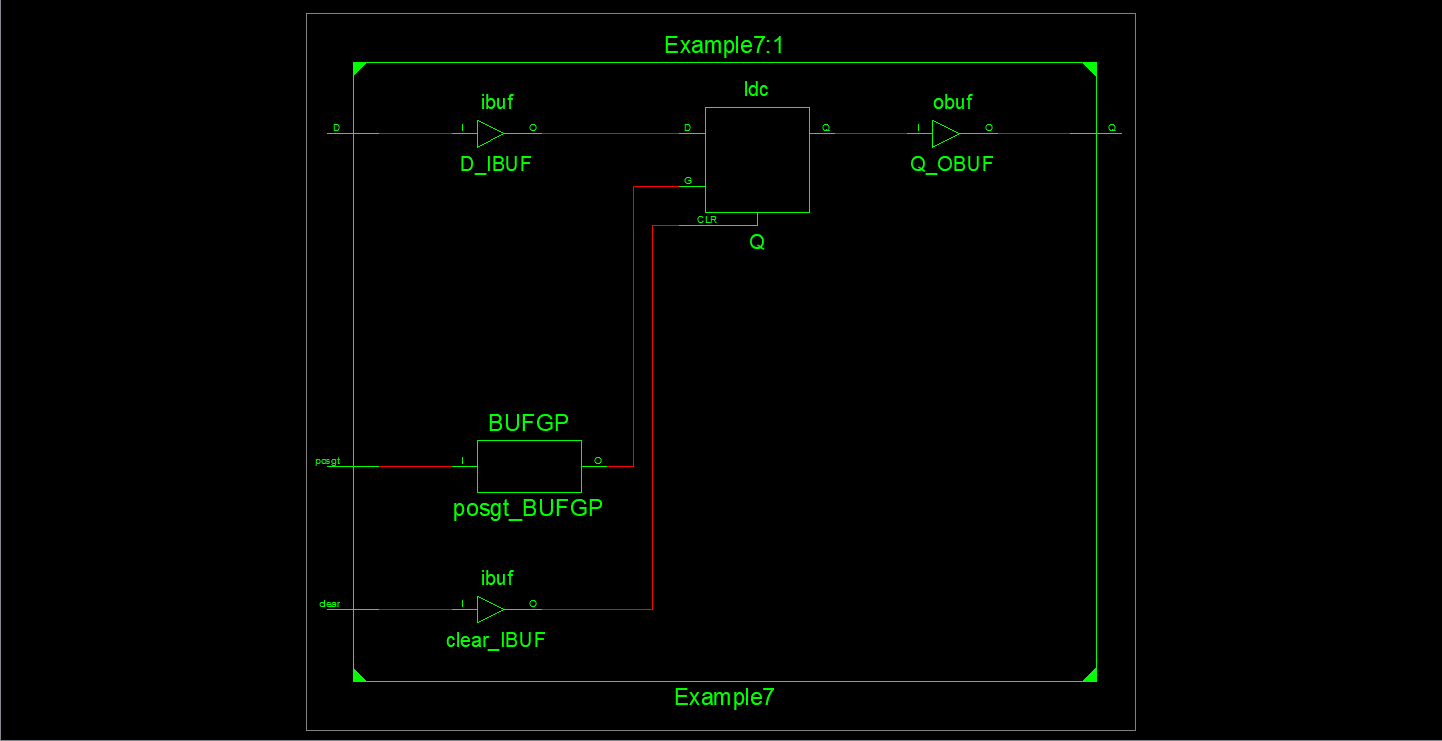 Example7:1
ldc
ibuf
obuf
D
I
O
D
Q
I
O
Q
D_IBUF
Q_OBUF
G
CLR
Q
BUFGP
posgt
I
O
posgt_BUFGP
ibuf
clear
I
O
clear_IBUF
Example7